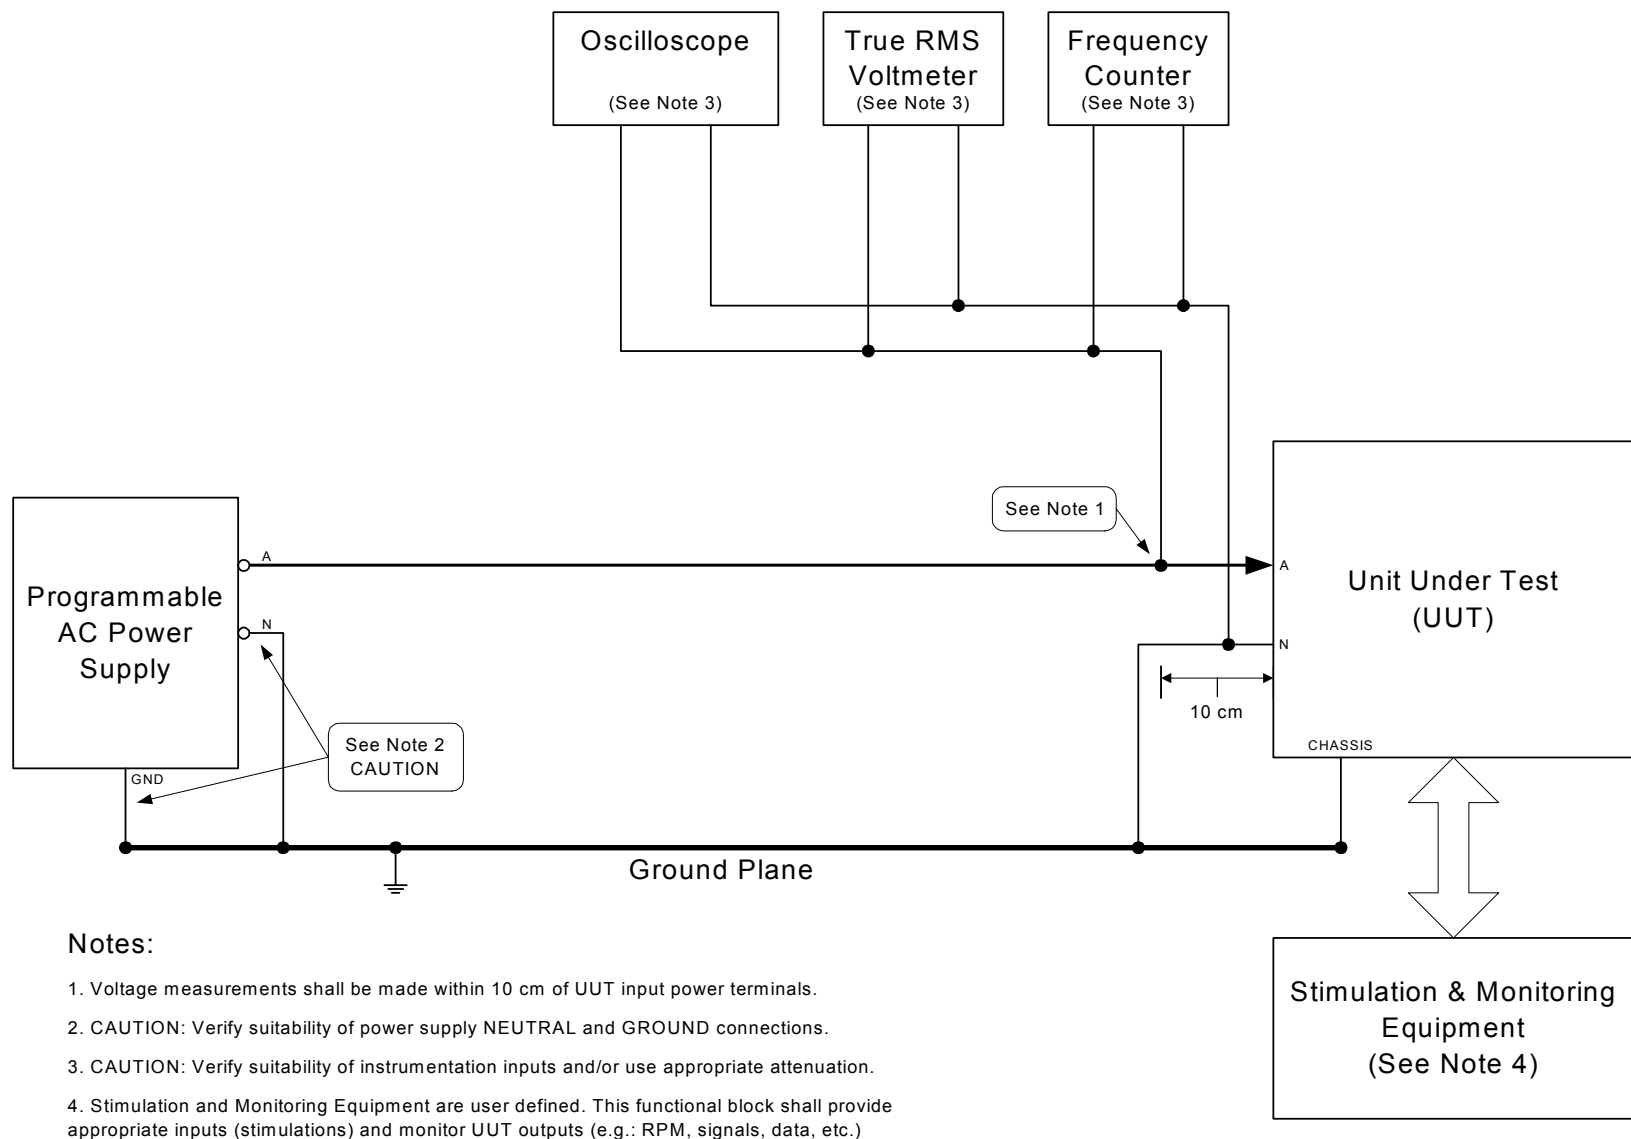 Oscilloscope
(See Note 3)
True RMS
Voltmeter
(See Note 3)
Frequency
Counter
(See Note 3)
Programmable
AC Power
Supply
A
N
GND
See Note 2
CAUTION
See Note 1
A
N
10 cm
Unit Under Test
(UUT)
CHASSIS
Ground Plane
Stimulation & Monitoring
Equipment
(See Note 4)
Notes:
1. Voltage measurements shall be made within 10 cm of UUT input power terminals.
2. CAUTION: Verify suitability of power supply NEUTRAL and GROUND connections.
3. CAUTION: Verify suitability of instrumentation inputs and/or use appropriate attenuation.
4. Stimulation and Monitoring Equipment are user defined. This functional block shall provide
appropriate inputs (stimulations) and monitor UUT outputs (e.g.: RPM, signals, data, etc.)